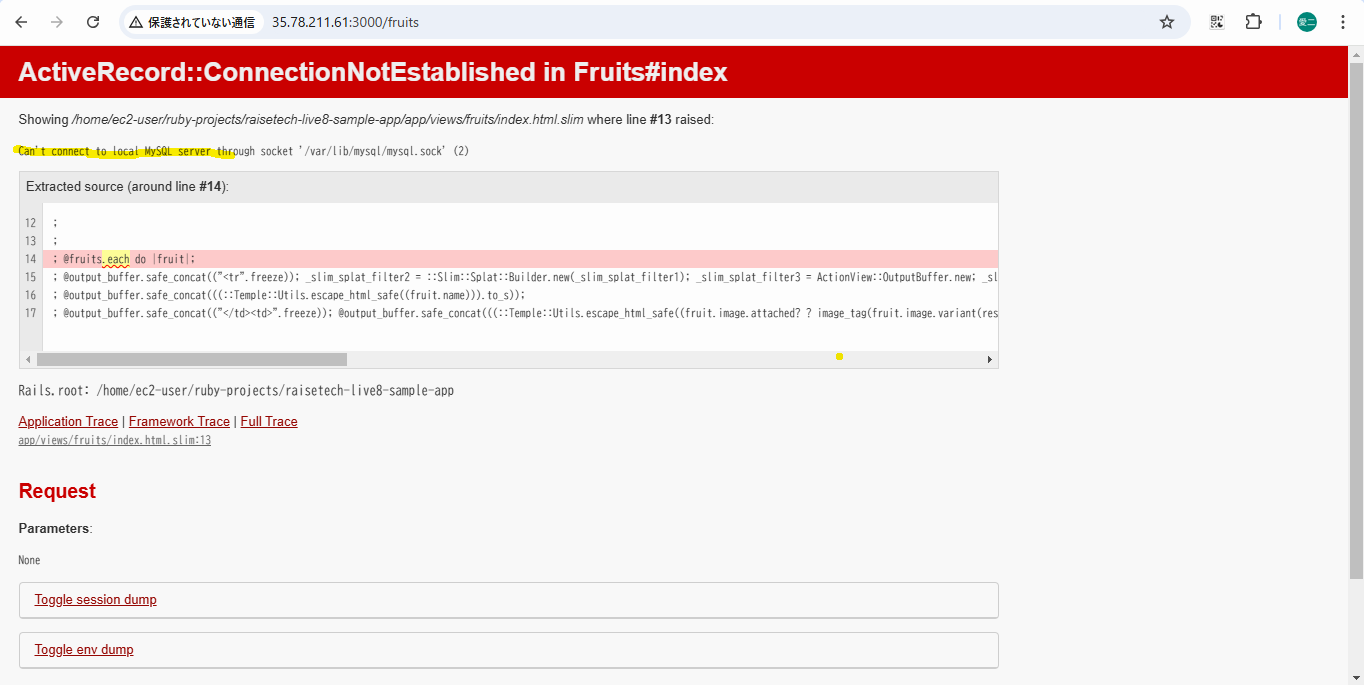 保護されていない通信 35.78.211.61:3000/fruits 愛二
ActiveRecord::ConnectionNotEstablished in Fruits#index
Showing /home/ec2-user/ruby-projects/raisetech-live8-sample-app/app/views/fruits/index.html.slim where line #13 raised:
Can't connect to local MySQL server through socket '/var/lib/mysql/mysql.sock' (2)
Extracted source (around line #14):
12 ;
13 ;
14 ; @fruits.each do |fruit|;
15 ; @output_buffer.safe_concat(("<tr".freeze)); _slim_splat_filter2 = ::Slim::Splat::Builder.new(_slim_splat_filter1); _slim_splat_filter3 = ActionView::OutputBuffer.new; _sl
16 ; @output_buffer.safe_concat(((::Temple::Utils.escape_html_safe((fruit.name))).to_s));
17 ; @output_buffer.safe_concat(("</td><td>".freeze)); @output_buffer.safe_concat(((::Temple::Utils.escape_html_safe((fruit.image.attached? ? image_tag(fruit.image.variant(res
Rails.root: /home/ec2-user/ruby-projects/raisetech-live8-sample-app
Application Trace | Framework Trace | Full Trace
app/views/fruits/index.html.slim:13
Request
Parameters:
None
Toggle session dump
Toggle env dump